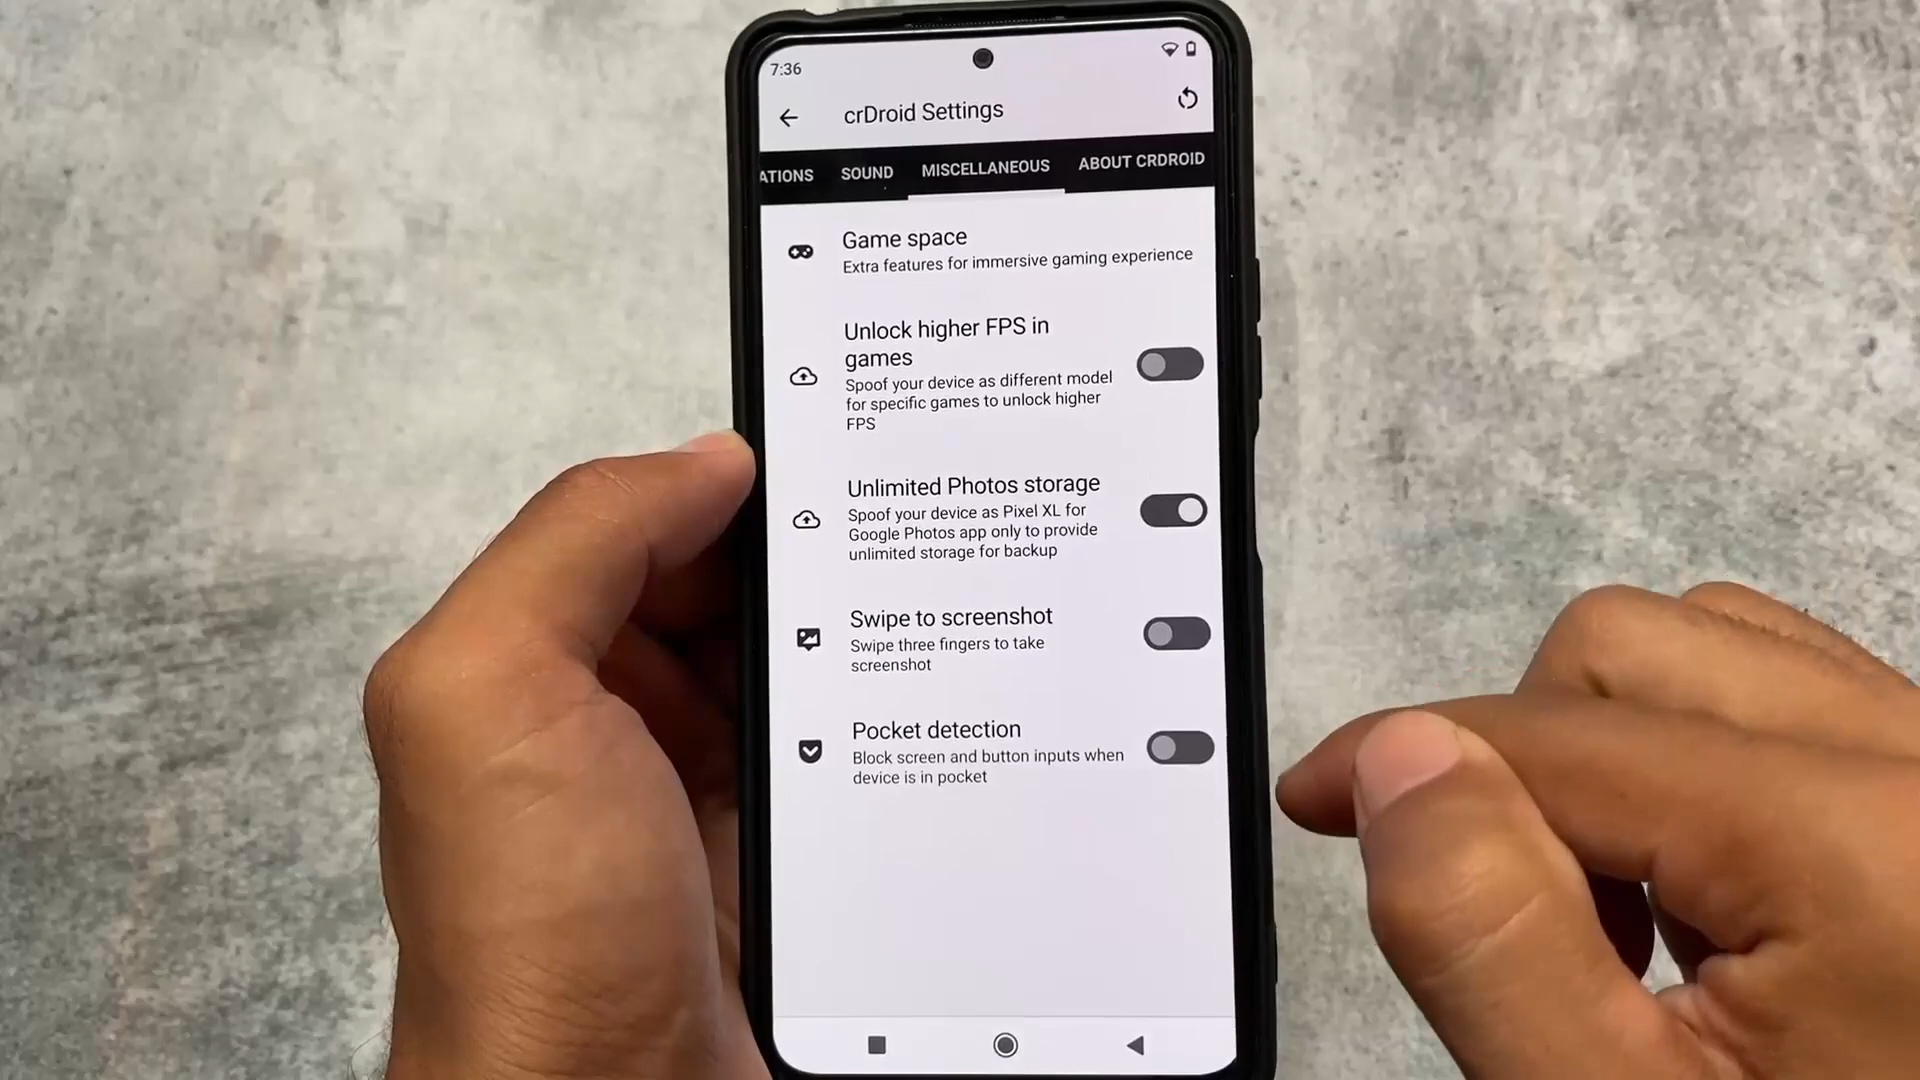 7:36
crDroid Settings
ATIONS SOUND MISCELLANEOUS ABOUT CRDROID
Game space
Extra features for immersive gaming experience
Unlock higher FPS in
games
Spoof your device as different model
for specific games to unlock higher
FPS
Unlimited Photos storage
Spoof your device as Pixel XL for
Google Photos app only to provide
unlimited storage for backup
Swipe to screenshot
Swipe three fingers to take
screenshot
Pocket detection
Block screen and button inputs when
device is in pocket